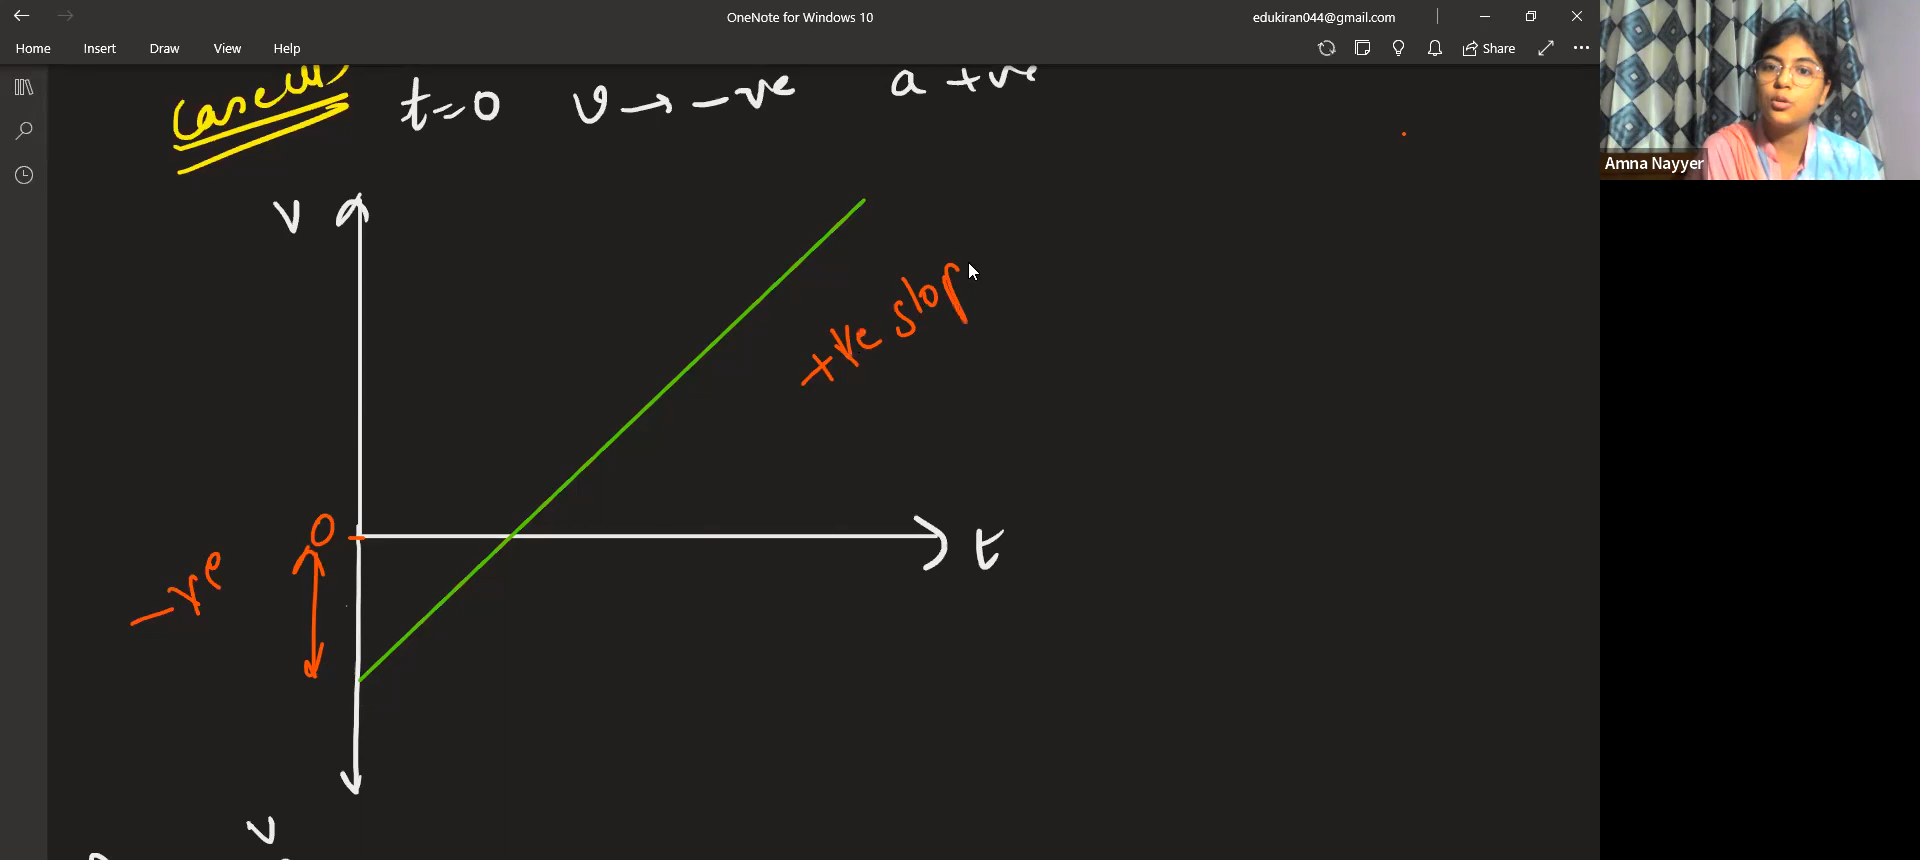 OneNote for Windows 10
edukiran044@gmail.com
Home Insert Draw View Help
Share
Amna Nayyer
t=0 v → -ve a +ve
v
+ve slop
0
-ve
t
v